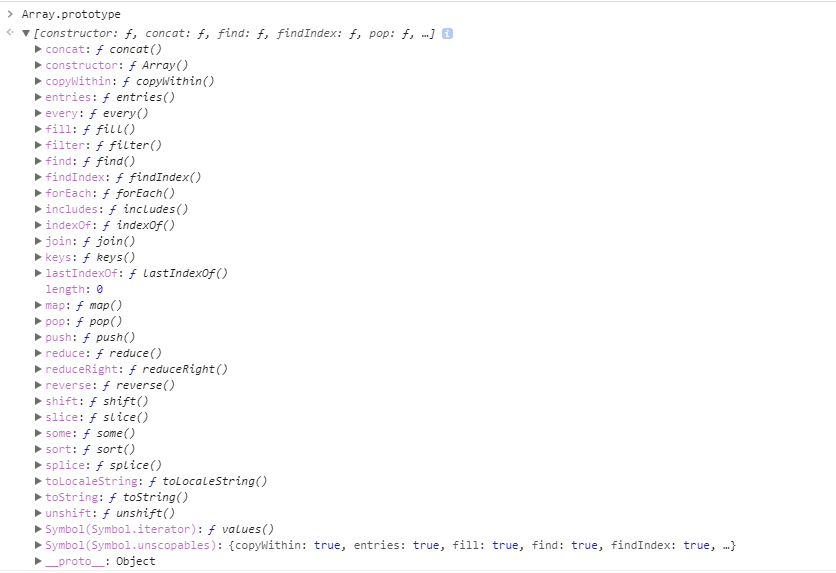 > Array.prototype
<· ▼[constructor: ƒ, concat: ƒ, find: ƒ, findIndex: ƒ, pop: ƒ, …] i
▶concat: ƒ concat()
▶constructor: ƒ Array()
▶copyWithin: ƒ copyWithin()
▶entries: ƒ entries()
▶every: ƒ every()
▶fill: ƒ fill()
▶filter: ƒ filter()
▶find: ƒ find()
▶findIndex: ƒ findIndex()
▶forEach: ƒ forEach()
▶includes: ƒ includes()
▶indexOf: ƒ indexOf()
▶join: ƒ join()
▶keys: ƒ keys()
▶lastIndexOf: ƒ lastIndexOf()
length: 0
▶map: ƒ map()
▶pop: ƒ pop()
▶push: ƒ push()
▶reduce: ƒ reduce()
▶reduceRight: ƒ reduceRight()
▶reverse: ƒ reverse()
▶shift: ƒ shift()
▶slice: ƒ slice()
▶some: ƒ some()
▶sort: ƒ sort()
▶splice: ƒ splice()
▶toLocaleString: ƒ toLocaleString()
▶toString: ƒ toString()
▶unshift: ƒ unshift()
▶Symbol(Symbol.iterator): ƒ values()
▶Symbol(Symbol.unscopables): {copyWithin: true, entries: true, fill: true, find: true, findIndex: true, …}
▶__proto__: Object